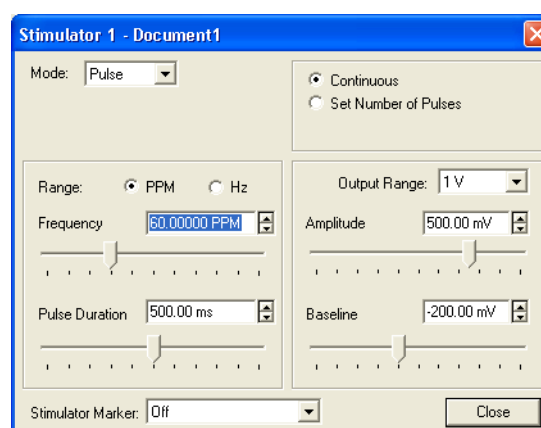 Stimulator 1 - Document1
Mode: Pulse
Continuous
Set Number of Pulses
Range: PPM Hz
Frequency 60.00000 PPM
Pulse Duration 500.00 ms
Output Range: 1 V
Amplitude 500.00 mV
Baseline -200.00 mV
Stimulator Marker: Off
Close